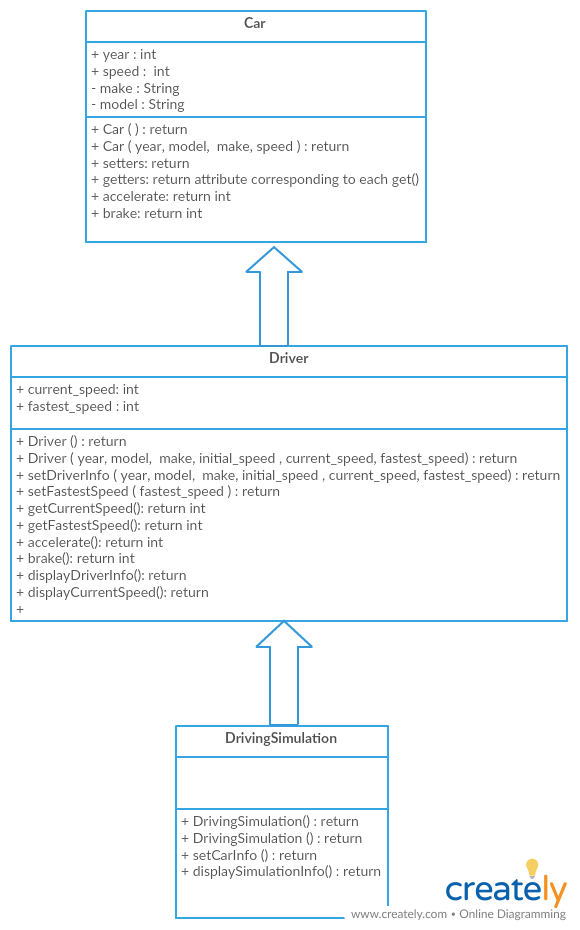 Car
+ year : int
+ speed :  int
- make : String
- model : String
+ Car ( ) : return
+ Car ( year, model,  make, speed ) : return
+ setters: return
+ getters: return attribute corresponding to each get()
+ accelerate: return int
+ brake: return int
Driver
+ current_speed: int
+ fastest_speed : int
+ Driver () : return
+ Driver ( year, model,  make, initial_speed , current_speed, fastest_speed) : return
+ setDriverInfo ( year, model,  make, initial_speed , current_speed, fastest_speed) : return
+ setFastestSpeed ( fastest_speed ) : return
+ getCurrentSpeed(): return int
+ getFastestSpeed(): return int
+ accelerate(): return int
+ brake(): return int
+ displayDriverInfo(): return
+ displayCurrentSpeed(): return
+
DrivingSimulation
+ DrivingSimulation() : return
+ DrivingSimulation () : return
+ setCarInfo () : return
+ displaySimulationInfo() : return
creately
www.creately.com • Online Diagramming